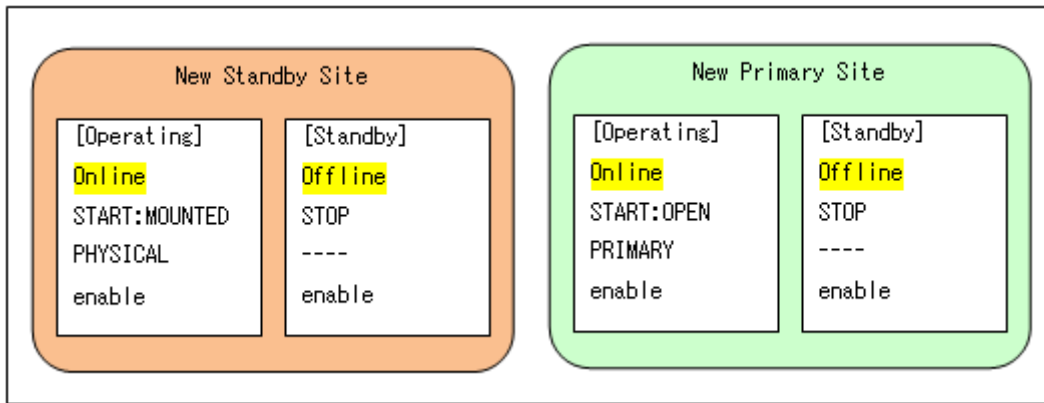 New Standby Site
[Operating]
Online
START:MOUNTED
PHYSICAL
enable
[Standby]
Offline
STOP
----
enable
New Primary Site
[Operating]
Online
START:OPEN
PRIMARY
enable
[Standby]
Offline
STOP
----
enable